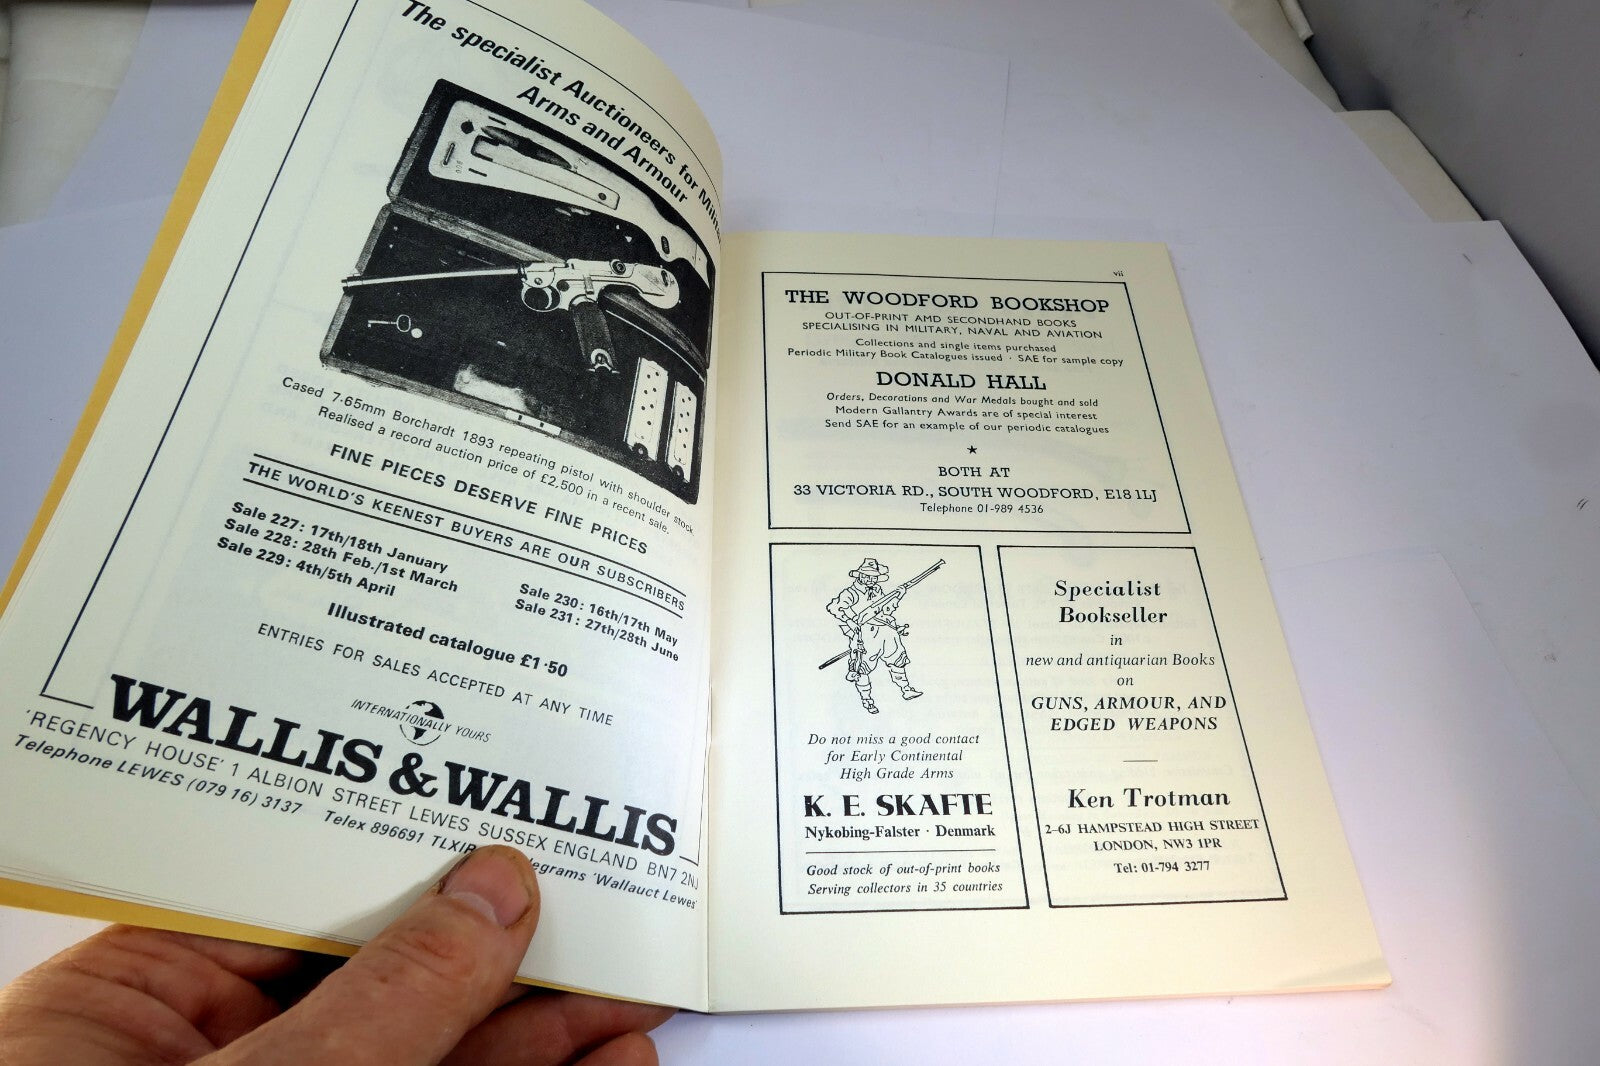 The specialist Auctioneers for
Arms and Armour
Cased 7·65mm Borchardt 1893 repeating pistol with shoulder stock
Realised a record auction price of £2,500 in a recent sale.
FINE PIECES DESERVE FINE PRICES
THE WORLD'S KEENEST BUYERS ARE OUR SUBSCRIBERS
Sale 227: 17th/18th January
Sale 228: 28th Feb./1st March
Sale 229: 4th/5th April
Sale 230: 16th/17th May
Sale 231: 27th/28th June
Illustrated catalogue £1·50
ENTRIES FOR SALES ACCEPTED AT ANY TIME
INTERNATIONALLY YOURS
WALLIS & WALLIS
'REGENCY HOUSE' 1 ALBION STREET LEWES SUSSEX ENGLAND BN7 2NJ
Telephone LEWES (079 16) 3137 Telex 896691 TLXIR 'Wallauct Lewes'
vii
THE WOODFORD BOOKSHOP
OUT-OF-PRINT AMD SECONDHAND BOOKS
SPECIALISING IN MILITARY, NAVAL AND AVIATION
Collections and single items purchased
Periodic Military Book Catalogues issued · SAE for sample copy
DONALD HALL
Orders, Decorations and War Medals bought and sold
Modern Gallantry Awards are of special interest
Send SAE for an example of our periodic catalogues
★
BOTH AT
33 VICTORIA RD., SOUTH WOODFORD, E18 1LJ
Telephone 01-989 4536
Do not miss a good contact
for Early Continental
High Grade Arms
K. E. SKAFTE
Nykobing-Falster · Denmark
Good stock of out-of-print books
Serving collectors in 35 countries
Specialist
Bookseller
in
new and antiquarian Books
on
GUNS, ARMOUR, AND
EDGED WEAPONS
Ken Trotman
2-6J HAMPSTEAD HIGH STREET
LONDON, NW3 1PR
Tel: 01-794 3277